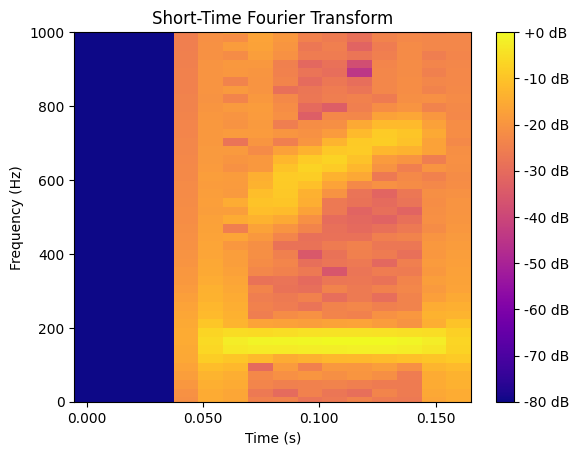 Short-Time Fourier Transform
Frequency (Hz)
1000
800
600
400
200
0
0.000
0.050
0.100
0.150
Time (s)
+0 dB
-10 dB
-20 dB
-30 dB
-40 dB
-50 dB
-60 dB
-70 dB
-80 dB